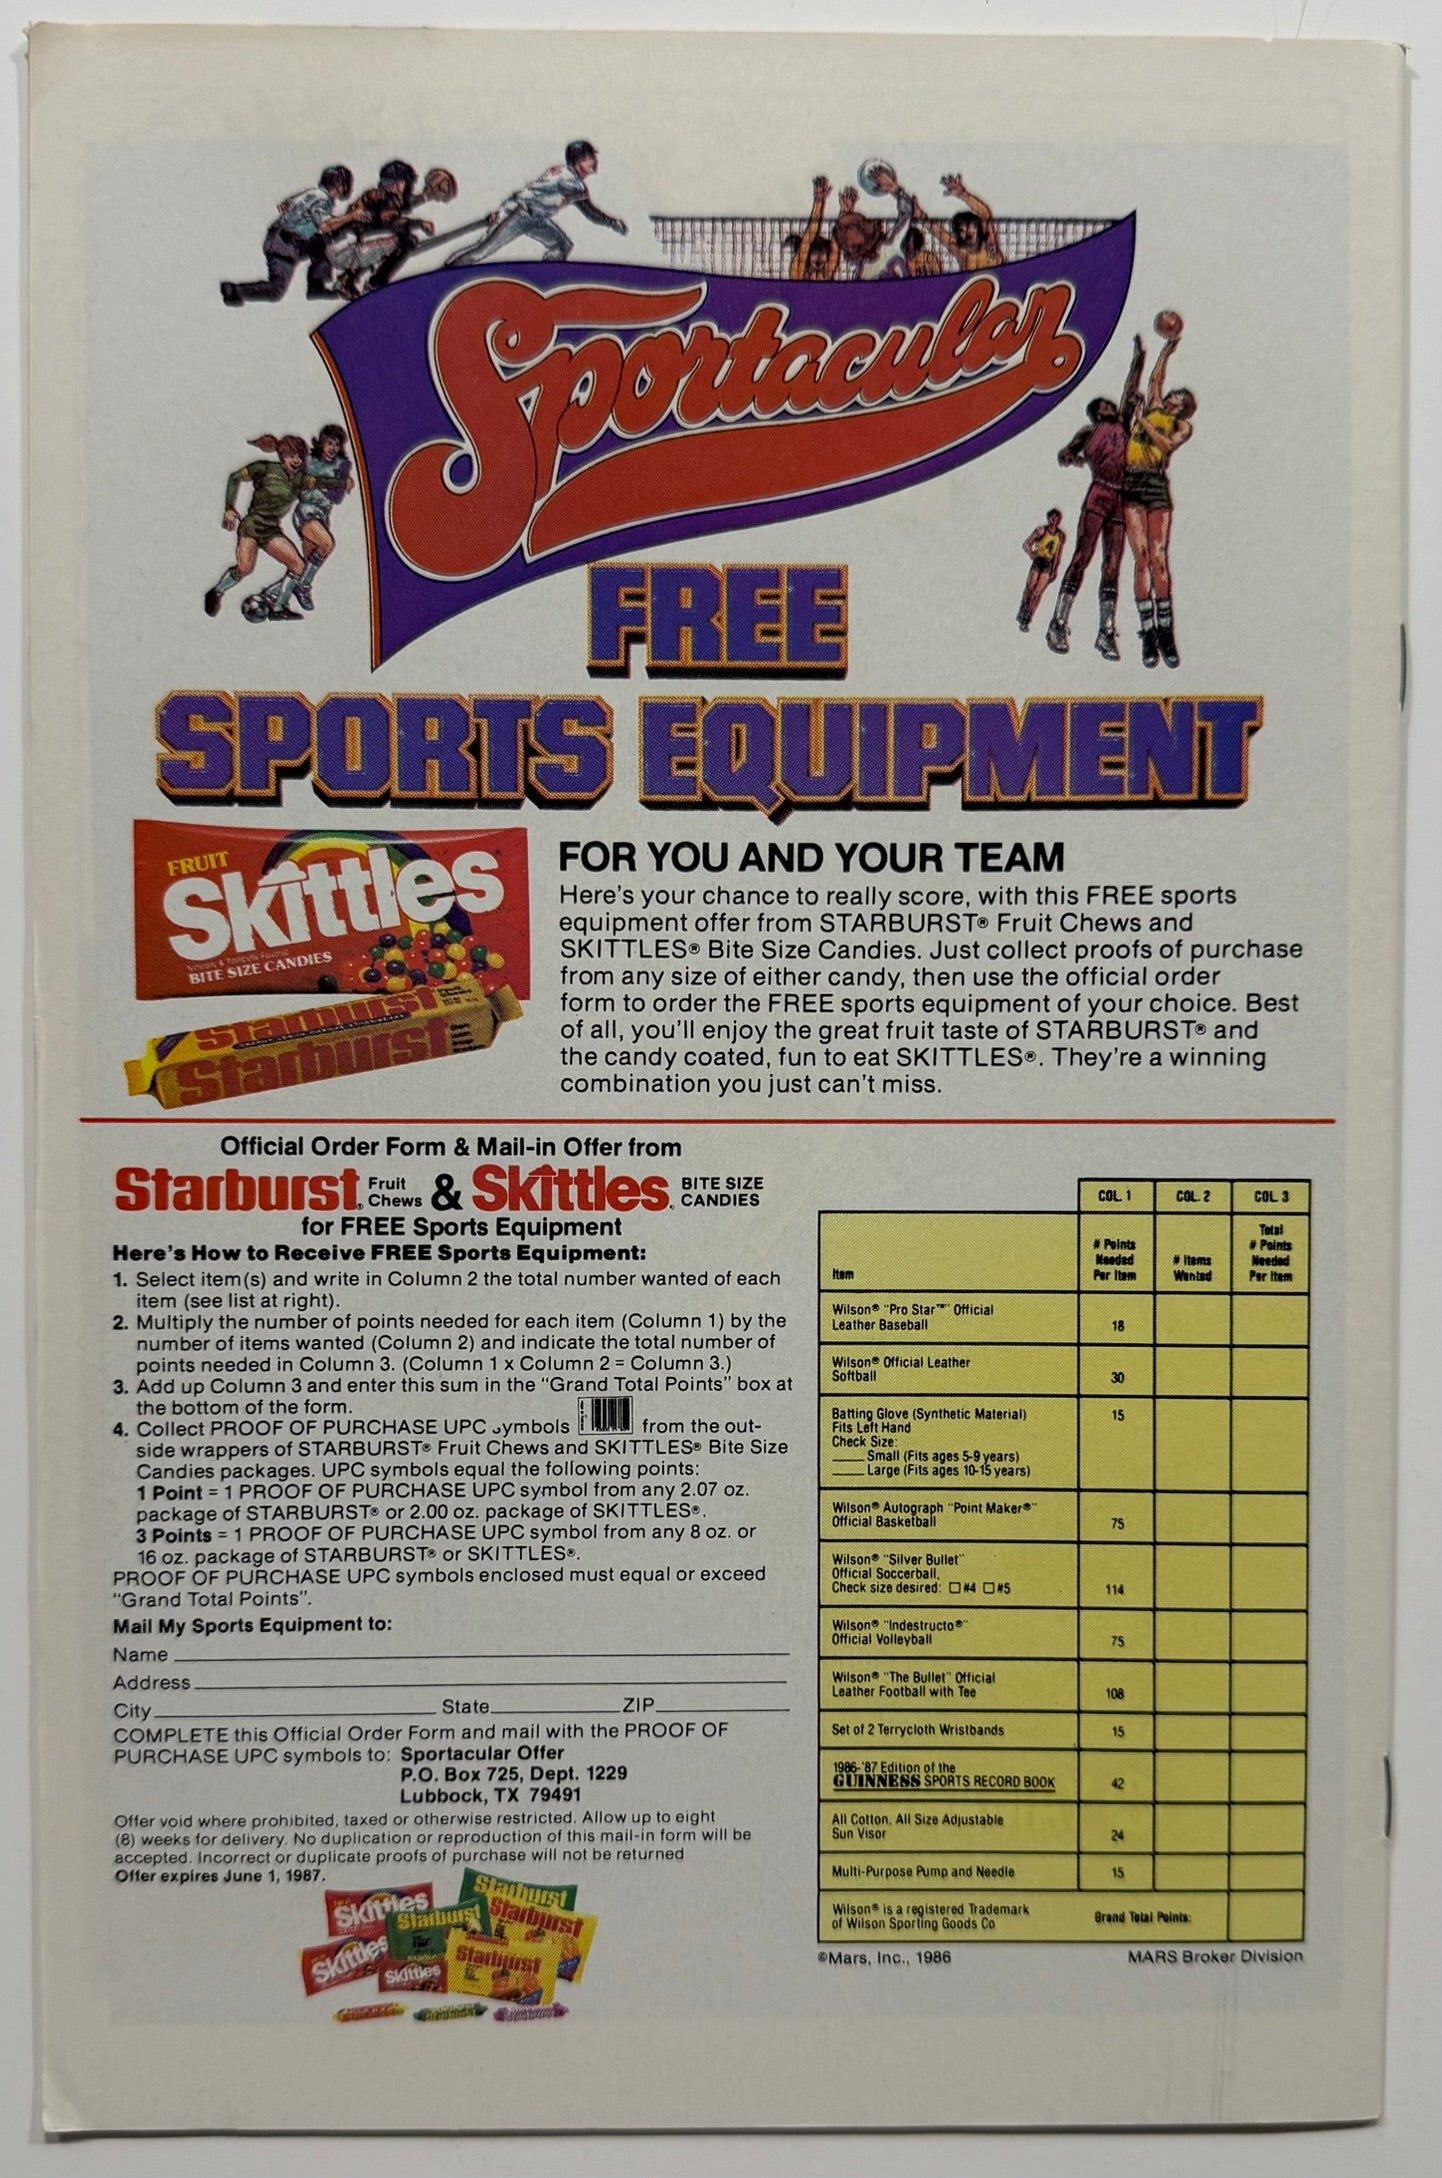 Sportacular
FREE
SPORTS EQUIPMENT
FRUIT
Skittles
BITE SIZE CANDIES
Starburst
Starburst
FOR YOU AND YOUR TEAM
Here's your chance to really score, with this FREE sports
equipment offer from STARBURST® Fruit Chews and
SKITTLES® Bite Size Candies. Just collect proofs of purchase
from any size of either candy, then use the official order
form to order the FREE sports equipment of your choice. Best
of all, you'll enjoy the great fruit taste of STARBURST® and
the candy coated, fun to eat SKITTLES®. They're a winning
combination you just can't miss.
Official Order Form & Mail-in Offer from
Starburst® Fruit Chews & Skittles® BITE SIZE CANDIES
for FREE Sports Equipment
Here's How to Receive FREE Sports Equipment:
1. Select item(s) and write in Column 2 the total number wanted of each
item (see list at right).
2. Multiply the number of points needed for each item (Column 1) by the
number of items wanted (Column 2) and indicate the total number of
points needed in Column 3. (Column 1 x Column 2 = Column 3.)
3. Add up Column 3 and enter this sum in the "Grand Total Points" box at
the bottom of the form.
4. Collect PROOF OF PURCHASE UPC symbols from the out-
side wrappers of STARBURST® Fruit Chews and SKITTLES® Bite Size
Candies packages. UPC symbols equal the following points:
1 Point = 1 PROOF OF PURCHASE UPC symbol from any 2.07 oz.
package of STARBURST® or 2.00 oz. package of SKITTLES®.
3 Points = 1 PROOF OF PURCHASE UPC symbol from any 8 oz. or
16 oz. package of STARBURST® or SKITTLES®.
PROOF OF PURCHASE UPC symbols enclosed must equal or exceed
"Grand Total Points".
Mail My Sports Equipment to:
Name
Address
City State ZIP
COMPLETE this Official Order Form and mail with the PROOF OF
PURCHASE UPC symbols to: Sportacular Offer
P.O. Box 725, Dept. 1229
Lubbock, TX 79491
Offer void where prohibited, taxed or otherwise restricted. Allow up to eight
(8) weeks for delivery. No duplication or reproduction of this mail-in form will be
accepted. Incorrect or duplicate proofs of purchase will not be returned
Offer expires June 1, 1987.
Skittles
Starburst
Starburst
Starburst
Skittles
Skittles
Starburst
COL. 1 COL. 2 COL. 3
Item
# Points Needed Per Item
# Items Wanted
Total # Points Needed Per Item
Wilson® "Pro Star™" Official
Leather Baseball 18
Wilson® Official Leather
Softball 30
Batting Glove (Synthetic Material) 15
Fits Left Hand
Check Size:
Small (Fits ages 5-9 years)
Large (Fits ages 10-15 years)
Wilson® Autograph "Point Maker®"
Official Basketball 75
Wilson® "Silver Bullet"
Official Soccerball,
Check size desired: #4 #5 114
Wilson® "Indestructo®"
Official Volleyball 75
Wilson® "The Bullet" Official
Leather Football with Tee 108
Set of 2 Terrycloth Wristbands 15
1986-'87 Edition of the
GUINNESS SPORTS RECORD BOOK 42
All Cotton, All Size Adjustable
Sun Visor 24
Multi-Purpose Pump and Needle 15
Wilson® is a registered Trademark
of Wilson Sporting Goods Co
Grand Total Points:
©Mars, Inc., 1986 MARS Broker Division